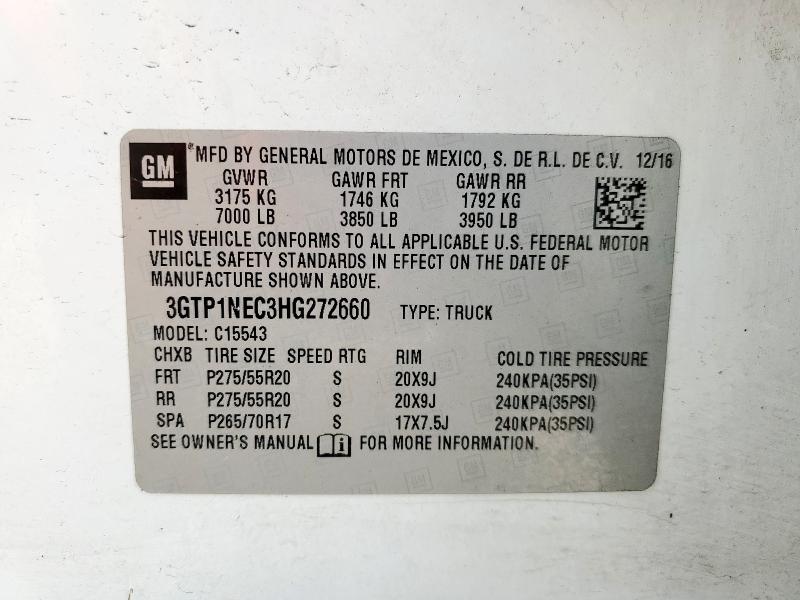 GM
MFD BY GENERAL MOTORS DE MEXICO, S. DE R.L. DE C.V. 12/16
GVWR GAWR FRT GAWR RR
3175 KG 1746 KG 1792 KG
7000 LB 3850 LB 3950 LB
THIS VEHICLE CONFORMS TO ALL APPLICABLE U.S. FEDERAL MOTOR
VEHICLE SAFETY STANDARDS IN EFFECT ON THE DATE OF
MANUFACTURE SHOWN ABOVE.
3GTP1NEC3HG272660 TYPE: TRUCK
MODEL: C15543
CHXB TIRE SIZE SPEED RTG RIM COLD TIRE PRESSURE
FRT P275/55R20 S 20X9J 240KPA(35PSI)
RR P275/55R20 S 20X9J 240KPA(35PSI)
SPA P265/70R17 S 17X7.5J 240KPA(35PSI)
SEE OWNER'S MANUAL i FOR MORE INFORMATION.